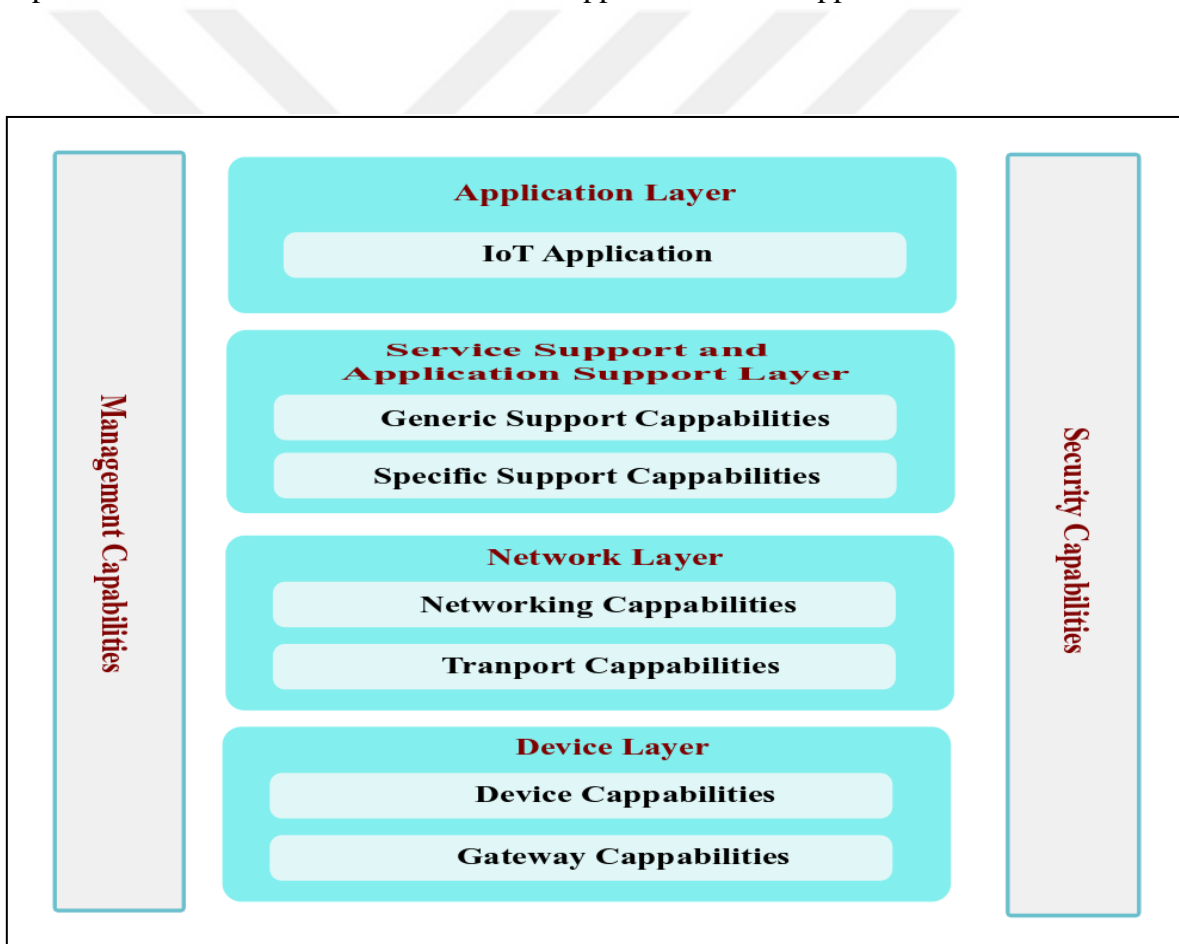 Management Capabilities
Application Layer
IoT Application
Service Support and
Application Support Layer
Generic Support Cappabilities
Specific Support Cappabilities
Network Layer
Networking Cappabilities
Tranport Cappabilities
Device Layer
Device Cappabilities
Gateway Cappabilities
Security Capabilities